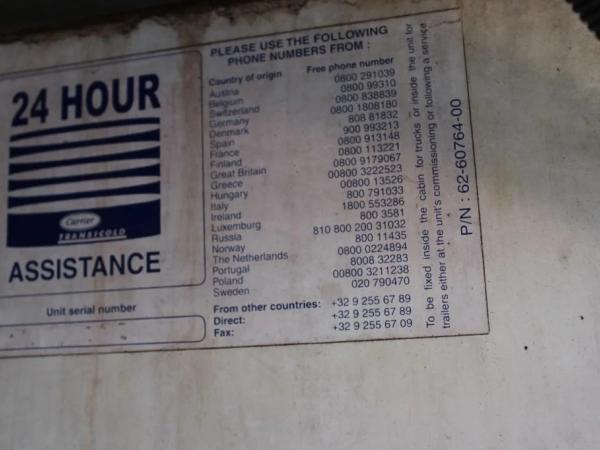 24 HOUR
Carrier
TRANSICOLD
ASSISTANCE
Unit serial number
PLEASE USE THE FOLLOWING
PHONE NUMBERS FROM :
Country of origin Free phone number
Austria 0800 291039
Belgium 0800 99310
Switzerland 0800 838839
Germany 0800 1808180
Denmark 808 81832
Spain 900 993213
France 0800 913148
Finland 0800 113221
Great Britain 0800 9179067
Greece 00800 3222523
Hungary 00800 13526
Italy 800 791033
Ireland 1800 553286
Luxemburg 800 3581
Russia 810 800 200 31032
Norway 800 11435
The Netherlands 0800 0224894
Portugal 8008 32283
Poland 00800 3211238
Sweden 020 790470
From other countries: +32 9 255 67 89
Direct: +32 9 255 67 89
Fax: +32 9 255 67 09
To be fixed inside the cabin for trucks or inside the unit for
trailers either at the unit's commissioning or following a service
P/N : 62-60764-00